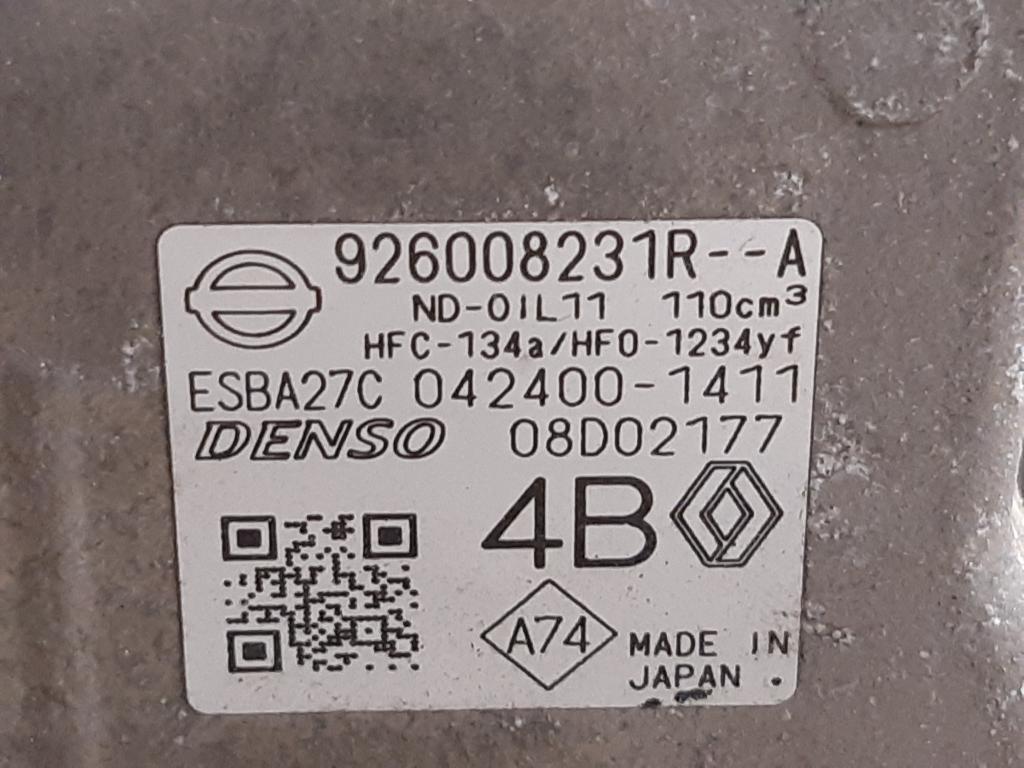 926008231R--A
ND-OIL11 110cm³
HFC-134a/HFO-1234yf
ESBA27C 042400-1411
DENSO 08D02177
4B
A74
MADE IN
JAPAN .